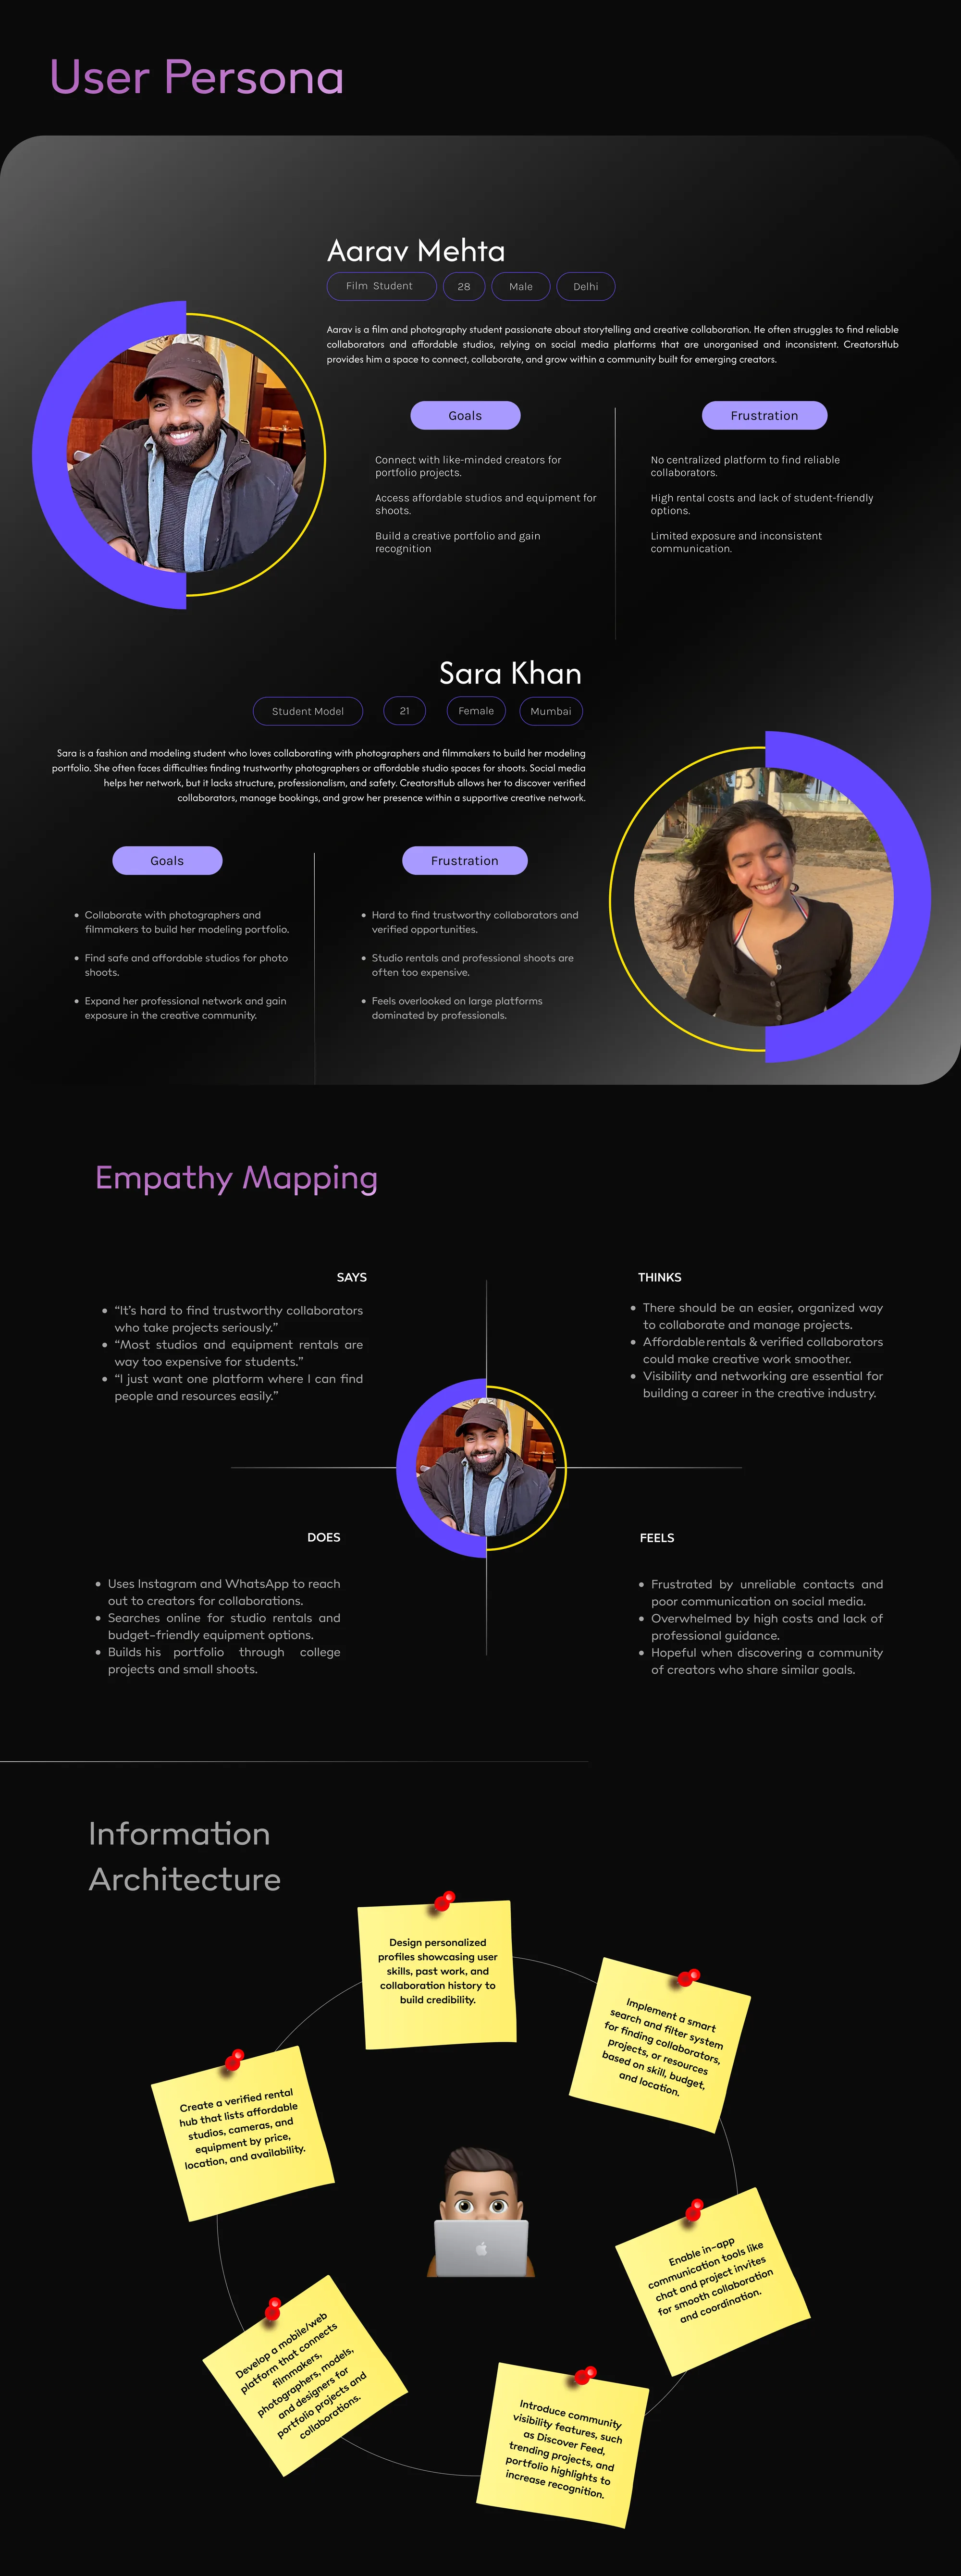 User Persona
Aarav Mehta
Film Student
28
Male
Delhi
Aarav is a film and photography student passionate about storytelling and creative collaboration. He often struggles to find reliable
collaborators and affordable studios, relying on social media platforms that are unorganised and inconsistent. CreatorsHub
provides him a space to connect, collaborate, and grow within a community built for emerging creators.
Goals
Connect with like-minded creators for
portfolio projects.
Access affordable studios and equipment for
shoots.
Build a creative portfolio and gain
recognition
Frustration
No centralized platform to find reliable
collaborators.
High rental costs and lack of student-friendly
options.
Limited exposure and inconsistent
communication.
Sara Khan
Student Model
21
Female
Mumbai
Sara is a fashion and modeling student who loves collaborating with photographers and filmmakers to build her modeling
portfolio. She often faces difficulties finding trustworthy photographers or affordable studio spaces for shoots. Social media
helps her network, but it lacks structure, professionalism, and safety. CreatorsHub allows her to discover verified
collaborators, manage bookings, and grow her presence within a supportive creative network.
Goals
• Collaborate with photographers and
filmmakers to build her modeling portfolio.
• Find safe and affordable studios for photo
shoots.
• Expand her professional network and gain
exposure in the creative community.
Frustration
• Hard to find trustworthy collaborators and
verified opportunities.
• Studio rentals and professional shoots are
often too expensive.
• Feels overlooked on large platforms
dominated by professionals.
Empathy Mapping
SAYS
• “It’s hard to find trustworthy collaborators
who take projects seriously.”
• “Most studios and equipment rentals are
way too expensive for students.”
• “I just want one platform where I can find
people and resources easily.”
THINKS
• There should be an easier, organized way
to collaborate and manage projects.
• Affordable rentals & verified collaborators
could make creative work smoother.
• Visibility and networking are essential for
building a career in the creative industry.
DOES
• Uses Instagram and WhatsApp to reach
out to creators for collaborations.
• Searches online for studio rentals and
budget-friendly equipment options.
• Builds his portfolio through college
projects and small shoots.
FEELS
• Frustrated by unreliable contacts and
poor communication on social media.
• Overwhelmed by high costs and lack of
professional guidance.
• Hopeful when discovering a community
of creators who share similar goals.
Information
Architecture
Design personalized
profiles showcasing user
skills, past work, and
collaboration history to
build credibility.
Implement a smart
search and filter system
for finding collaborators,
projects, or resources
based on skill, budget,
and location.
Create a verified rental
hub that lists affordable
studios, cameras, and
equipment by price,
location, and availability.
Enable in-app
communication tools like
chat and project invites
for smooth collaboration
and coordination.
Develop a mobile/web
platform that connects
filmmakers,
photographers, models,
and designers for
portfolio projects and
collaborations.
Introduce community
visibility features, such
as Discover Feed,
trending projects, and
portfolio highlights to
increase recognition.